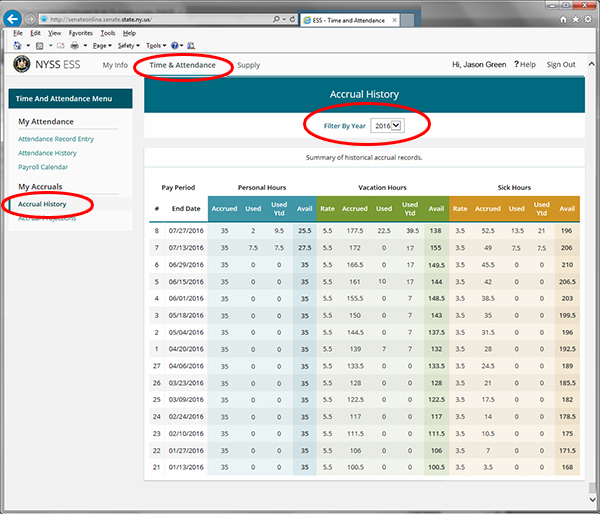 http://senateonline.senate.state.ny.us/
ESS - Time and Attendance
File Edit View Favorites Tools Help
Page Safety Tools
NYSS ESS My Info Time & Attendance Supply Hi, Jason Green ? Help Sign Out
Time And Attendance Menu
My Attendance
Attendance Record Entry
Attendance History
Payroll Calendar
My Accruals
Accrual History
Accrual Projections
Accrual History
Filter By Year 2016
Summary of historical accrual records.
Pay Period Personal Hours Vacation Hours Sick Hours
# End Date Accrued Used Used Ytd Avail Rate Accrued Used Used Ytd Avail Rate Accrued Used Used Ytd Avail
8 07/27/2016 35 2 9.5 25.5 5.5 177.5 22.5 39.5 138 3.5 52.5 13.5 21 196
7 07/13/2016 35 7.5 7.5 27.5 5.5 172 0 17 155 3.5 49 7.5 7.5 206
6 06/29/2016 35 0 0 35 5.5 166.5 0 17 149.5 3.5 45.5 0 0 210
5 06/15/2016 35 0 0 35 5.5 161 10 17 144 3.5 42 0 0 206.5
4 06/01/2016 35 0 0 35 5.5 155.5 0 7 148.5 3.5 38.5 0 0 203
3 05/18/2016 35 0 0 35 5.5 150 0 7 143 3.5 35 0 0 199.5
2 05/04/2016 35 0 0 35 5.5 144.5 0 7 137.5 3.5 31.5 0 0 196
1 04/20/2016 35 0 0 35 5.5 139 7 7 132 3.5 28 0 0 192.5
27 04/06/2016 35 0 0 35 5.5 133.5 0 0 133.5 3.5 24.5 0 0 189
26 03/23/2016 35 0 0 35 5.5 128 0 0 128 3.5 21 0 0 185.5
25 03/09/2016 35 0 0 35 5.5 122.5 0 0 122.5 3.5 17.5 0 0 182
24 02/24/2016 35 0 0 35 5.5 117 0 0 117 3.5 14 0 0 178.5
23 02/10/2016 35 0 0 35 5.5 111.5 0 0 111.5 3.5 10.5 0 0 175
22 01/27/2016 35 0 0 35 5.5 106 0 0 106 3.5 7 0 0 171.5
21 01/13/2016 35 0 0 35 5.5 100.5 0 0 100.5 3.5 3.5 0 0 168